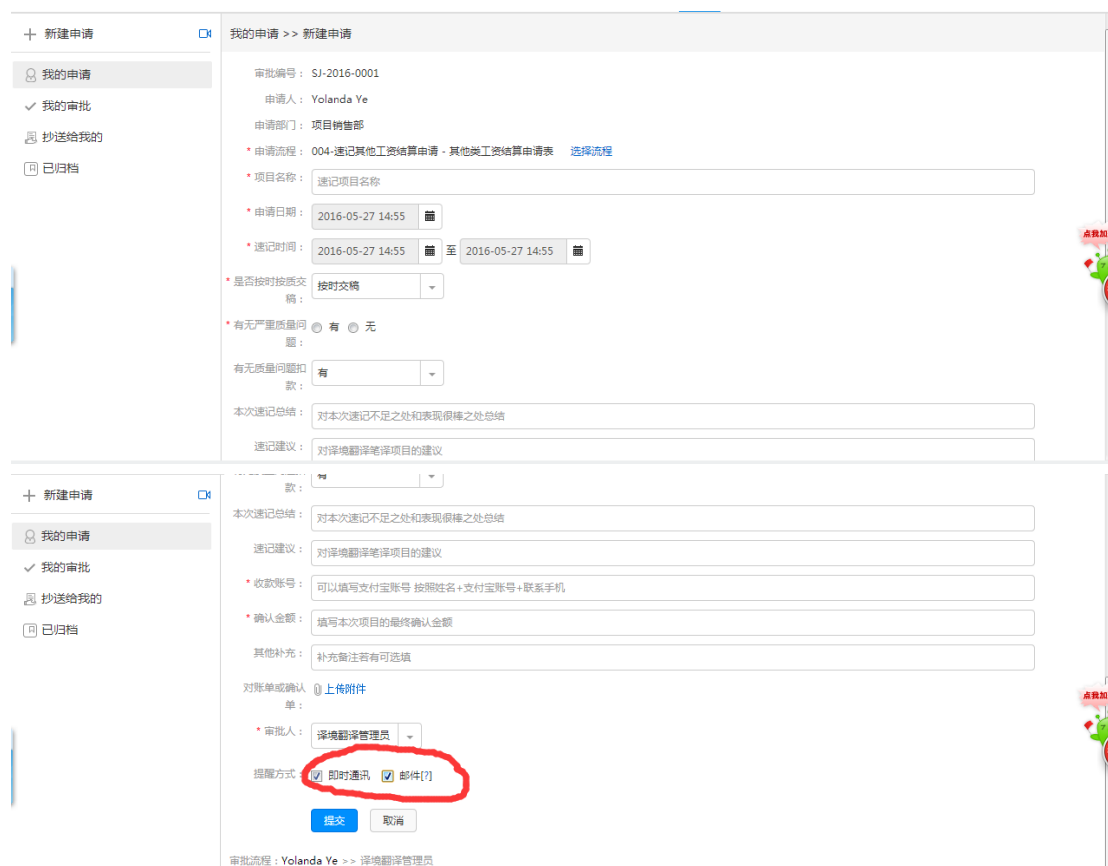 新建申请
我的申请
我的审批
抄送给我的
已归档
我的申请 >> 新建申请
审批编号： SJ-2016-0001
申请人： Yolanda Ye
申请部门： 项目销售部
* 申请流程： 004-速记其他工资结算申请 - 其他类工资结算申请表 选择流程
* 项目名称： 速记项目名称
* 申请日期： 2016-05-27 14:55
* 速记时间： 2016-05-27 14:55 至 2016-05-27 14:55
* 是否按时按质交稿： 按时交稿
* 有无严重质量问题： 有 无
有无质量问题扣款： 有
本次速记总结： 对本次速记不足之处和表现很棒之处总结
速记建议： 对译境翻译笔译项目的建议
点我加
新建申请
我的申请
我的审批
抄送给我的
已归档
款： 有
本次速记总结： 对本次速记不足之处和表现很棒之处总结
速记建议： 对译境翻译笔译项目的建议
* 收款账号： 可以填写支付宝账号 按照姓名+支付宝账号+联系手机
* 确认金额： 填写本次项目的最终确认金额
其他补充： 补充备注若有可选填
对账单或确认单： 上传附件
* 审批人： 译境翻译管理员
提醒方式： 即时通讯 邮件[?]
提交 取消
审批流程：Yolanda Ye >> 译境翻译管理员
点我加